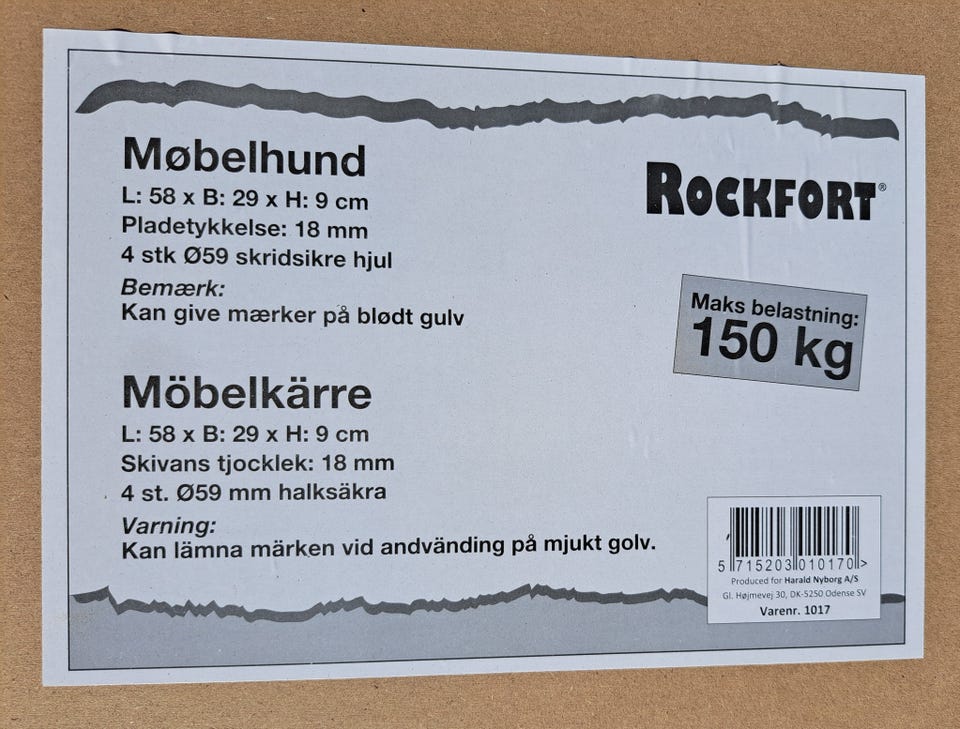 Møbelhund
L: 58 x B: 29 x H: 9 cm
Pladetykkelse: 18 mm
4 stk Ø59 skridsikre hjul
Bemærk:
Kan give mærker på blødt gulv
ROCKFORT®
Maks belastning:
150 kg
Möbelkärre
L: 58 x B: 29 x H: 9 cm
Skivans tjocklek: 18 mm
4 st. Ø59 mm halksäkra
Varning:
Kan lämna märken vid andvänding på mjukt golv.
5 715203 010170 >
Produced for Harald Nyborg A/S
Gl. Højmevej 30, DK-5250 Odense SV
Varenr. 1017